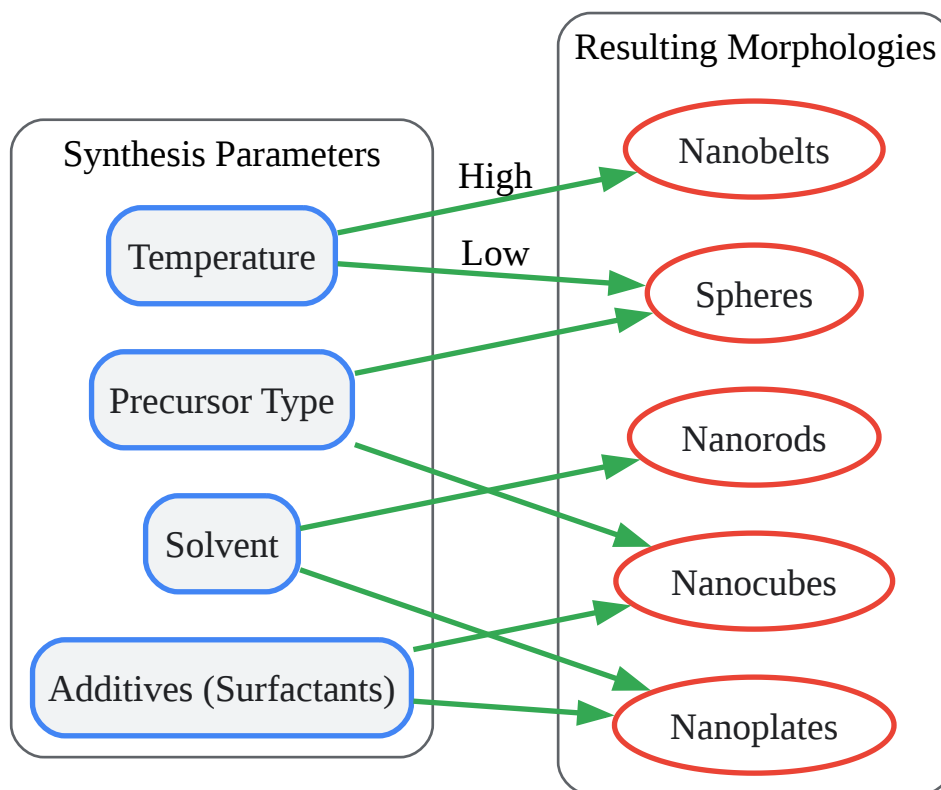 Resulting Morphologies
Synthesis Parameters
Temperature
Precursor Type
Solvent
Additives (Surfactants)
High
Low
Nanobelts
Spheres
Nanorods
Nanocubes
Nanoplates